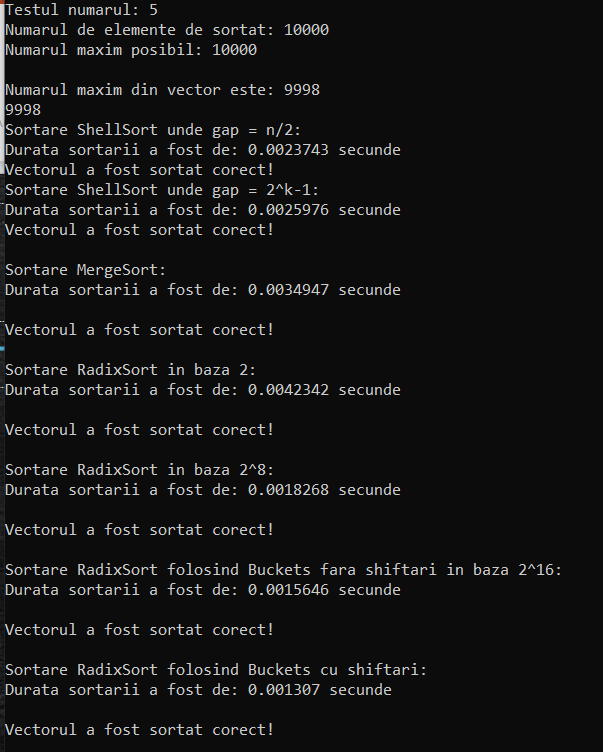 Testul numarul: 5
Numarul de elemente de sortat: 10000
Numarul maxim posibil: 10000
Numarul maxim din vector este: 9998
9998
Sortare ShellSort unde gap = n/2:
Durata sortarii a fost de: 0.0023743 secunde
Vectorul a fost sortat corect!
Sortare ShellSort unde gap = 2^k-1:
Durata sortarii a fost de: 0.0025976 secunde
Vectorul a fost sortat corect!
Sortare MergeSort:
Durata sortarii a fost de: 0.0034947 secunde
Vectorul a fost sortat corect!
Sortare RadixSort in baza 2:
Durata sortarii a fost de: 0.0042342 secunde
Vectorul a fost sortat corect!
Sortare RadixSort in baza 2^8:
Durata sortarii a fost de: 0.0018268 secunde
Vectorul a fost sortat corect!
Sortare RadixSort folosind Buckets fara shiftari in baza 2^16:
Durata sortarii a fost de: 0.0015646 secunde
Vectorul a fost sortat corect!
Sortare RadixSort folosind Buckets cu shiftari:
Durata sortarii a fost de: 0.001307 secunde
Vectorul a fost sortat corect!